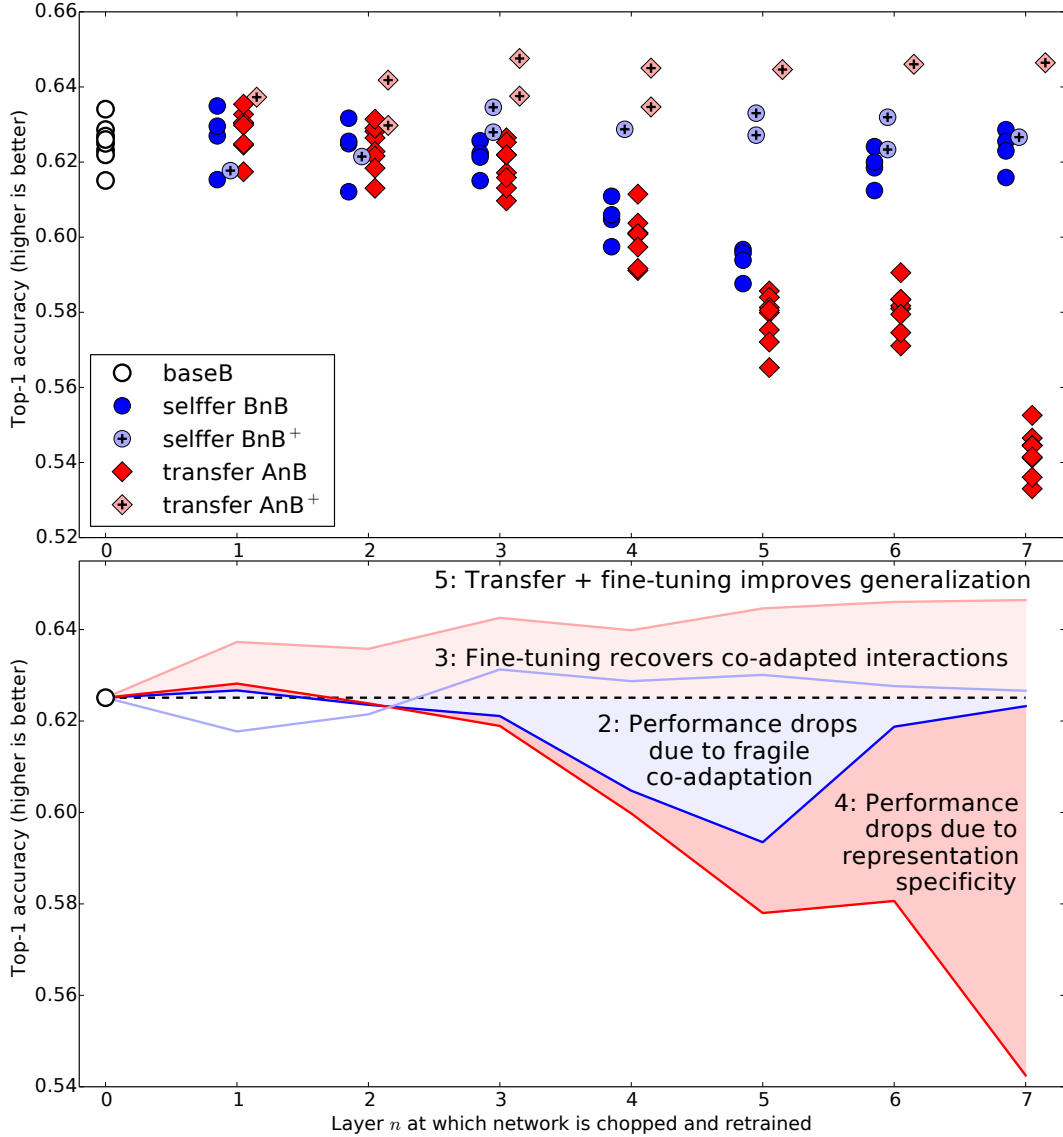 Top-1 accuracy (higher is better)
0.66
0.64
0.62
0.60
0.58
0.56
0.54
0.52
baseB
selffer BnB
selffer BnB⁺
transfer AnB
transfer AnB⁺
0 1 2 3 4 5 6 7
Top-1 accuracy (higher is better)
0.64
0.62
0.60
0.58
0.56
0.54
5: Transfer + fine-tuning improves generalization
3: Fine-tuning recovers co-adapted interactions
2: Performance drops
due to fragile
co-adaptation
4: Performance
drops due to
representation
specificity
0 1 2 3 4 5 6 7
Layer n at which network is chopped and retrained